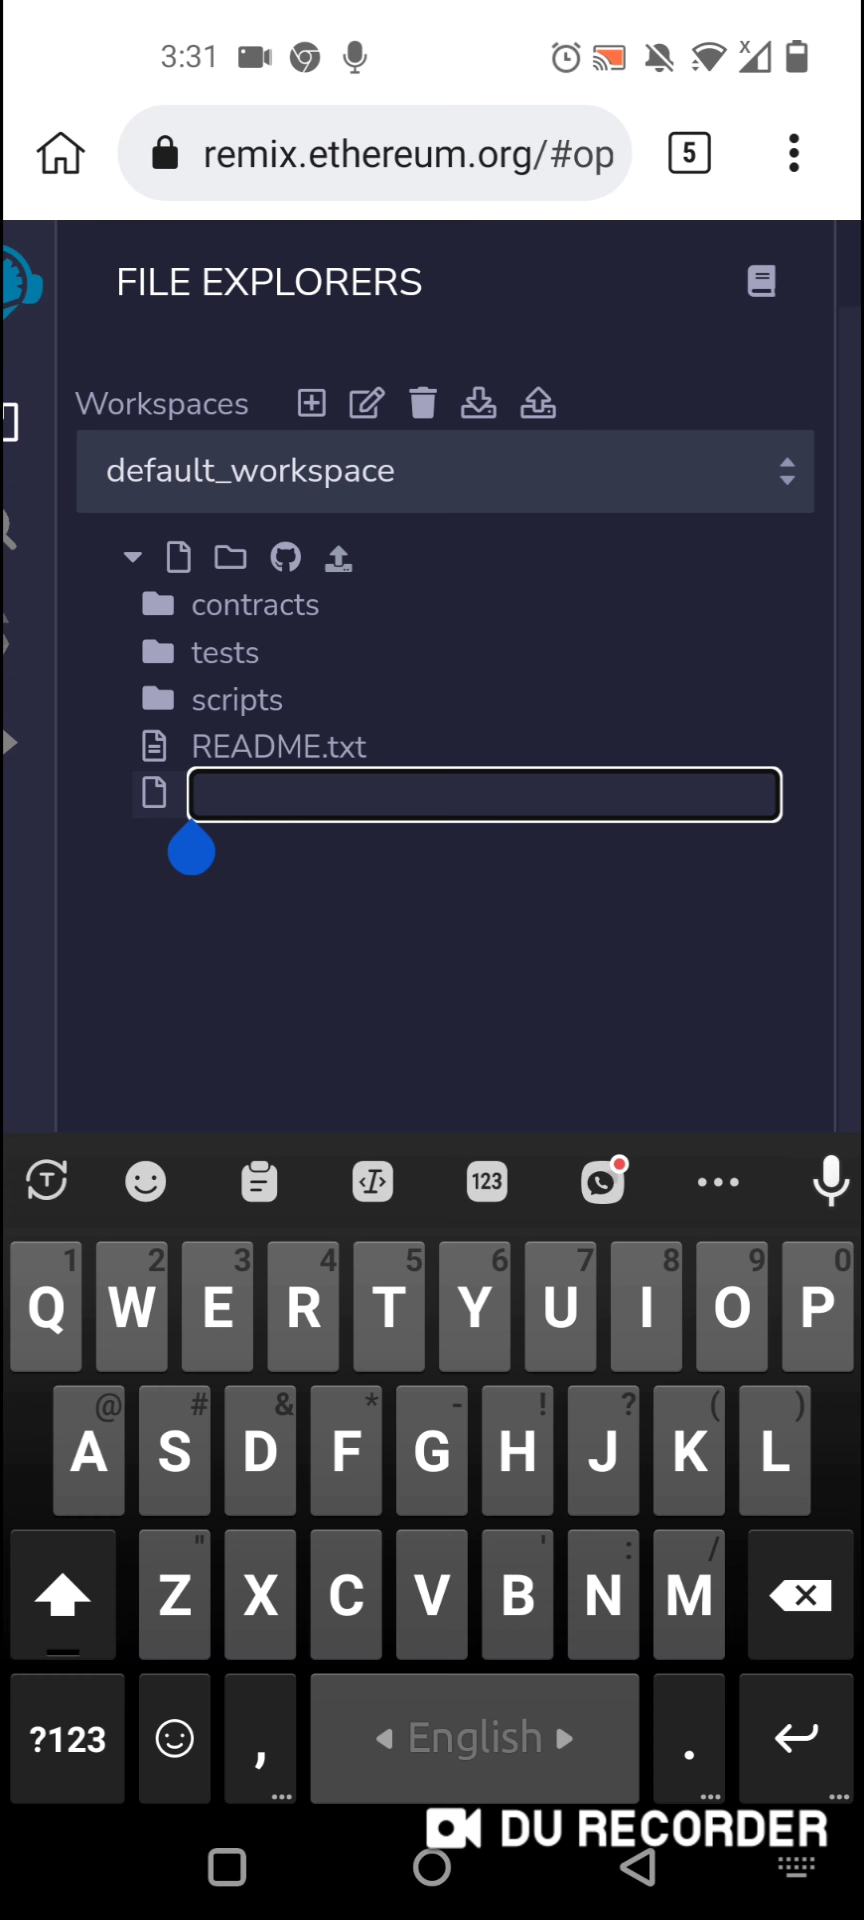 3:31
remix.ethereum.org/#op
5
FILE EXPLORERS
Workspaces
default_workspace
contracts
tests
scripts
README.txt
T 123
1 2 3 4 5 6 7 8 9 0
Q W E R T Y U I O P
@ # & * - ! ? ( )
A S D F G H J K L
" ' : /
Z X C V B N M
?123 , English .
DU RECORDER